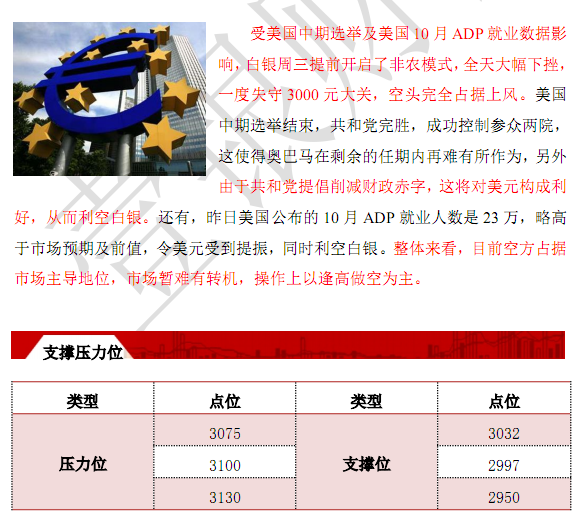 受美国中期选举及美国 10 月 ADP 就业数据影
响，白银周三提前开启了非农模式，全天大幅下挫，
一度失守 3000 元大关，空头完全占据上风。美国
中期选举结束，共和党完胜，成功控制参众两院，
这使得奥巴马在剩余的任期内再难有所作为，另外
由于共和党提倡削减财政赤字，这将对美元构成利
好，从而利空白银。还有，昨日美国公布的 10 月 ADP 就业人数是 23 万，略高
于市场预期及前值，令美元受到提振，同时利空白银。整体来看，目前空方占据
市场主导地位，市场暂难有转机，操作上以逢高做空为主。
支撑压力位
类型 点位 类型 点位
3075 3032
压力位 3100 支撑位 2997
3130 2950